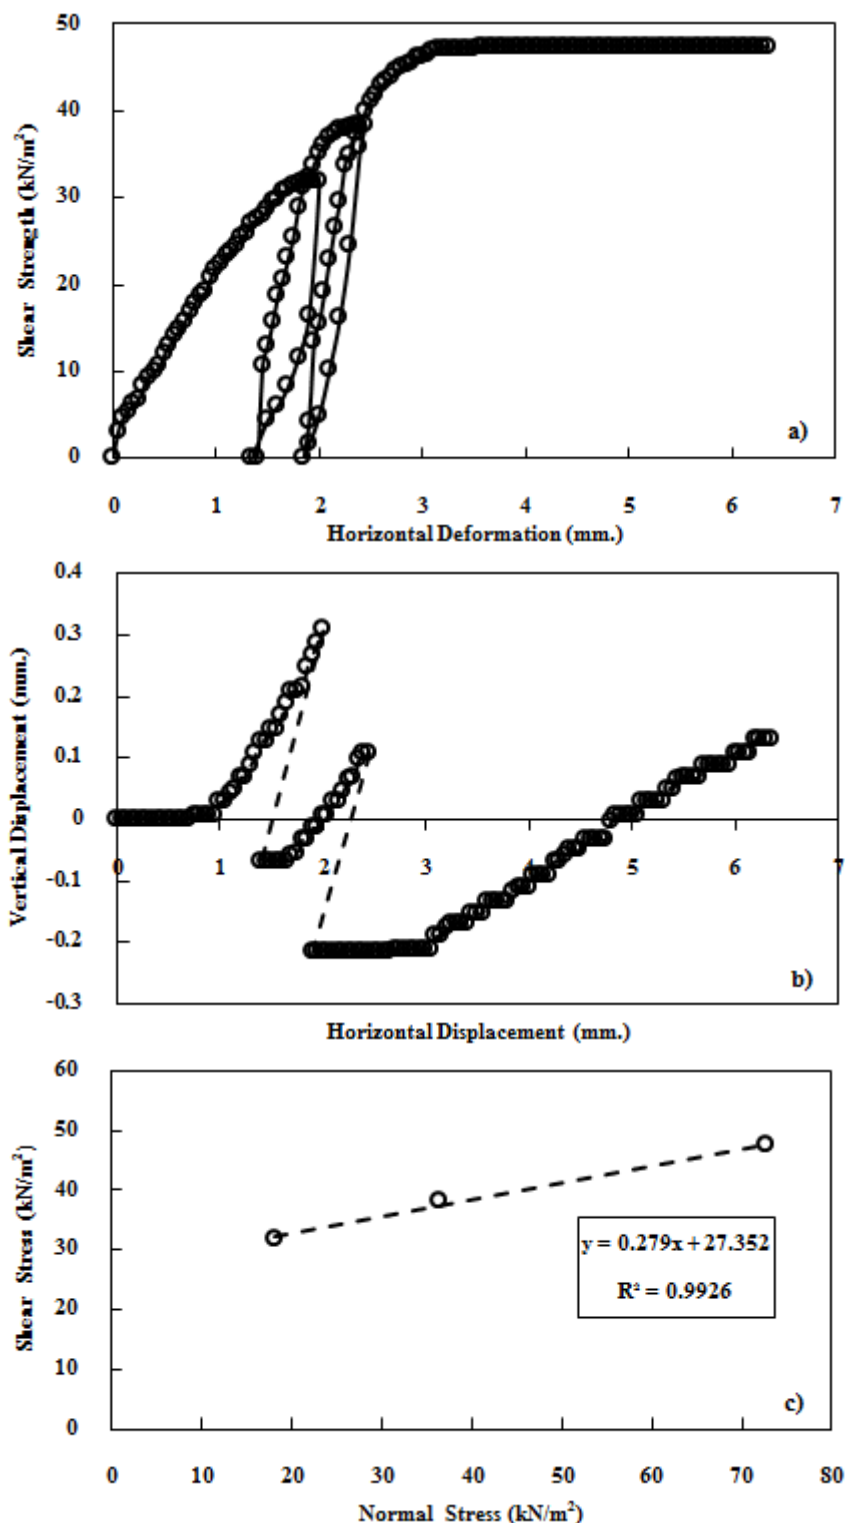 50
40
30
20
10
0
Shear Strength (kN/m²)
a)
0 1 2 3 4 5 6 7
Horizontal Deformation (mm.)
0.4
0.3
0.2
0.1
0
-0.1
-0.2
-0.3
Vertical Displacement (mm.)
0 1 2 3 4 5 6 7
b)
Horizontal Displacement (mm.)
60
50
40
30
20
10
0
Shear Stress (kN/m²)
y = 0.279x + 27.352
R² = 0.9926
c)
0 10 20 30 40 50 60 70 80
Normal Stress (kN/m²)